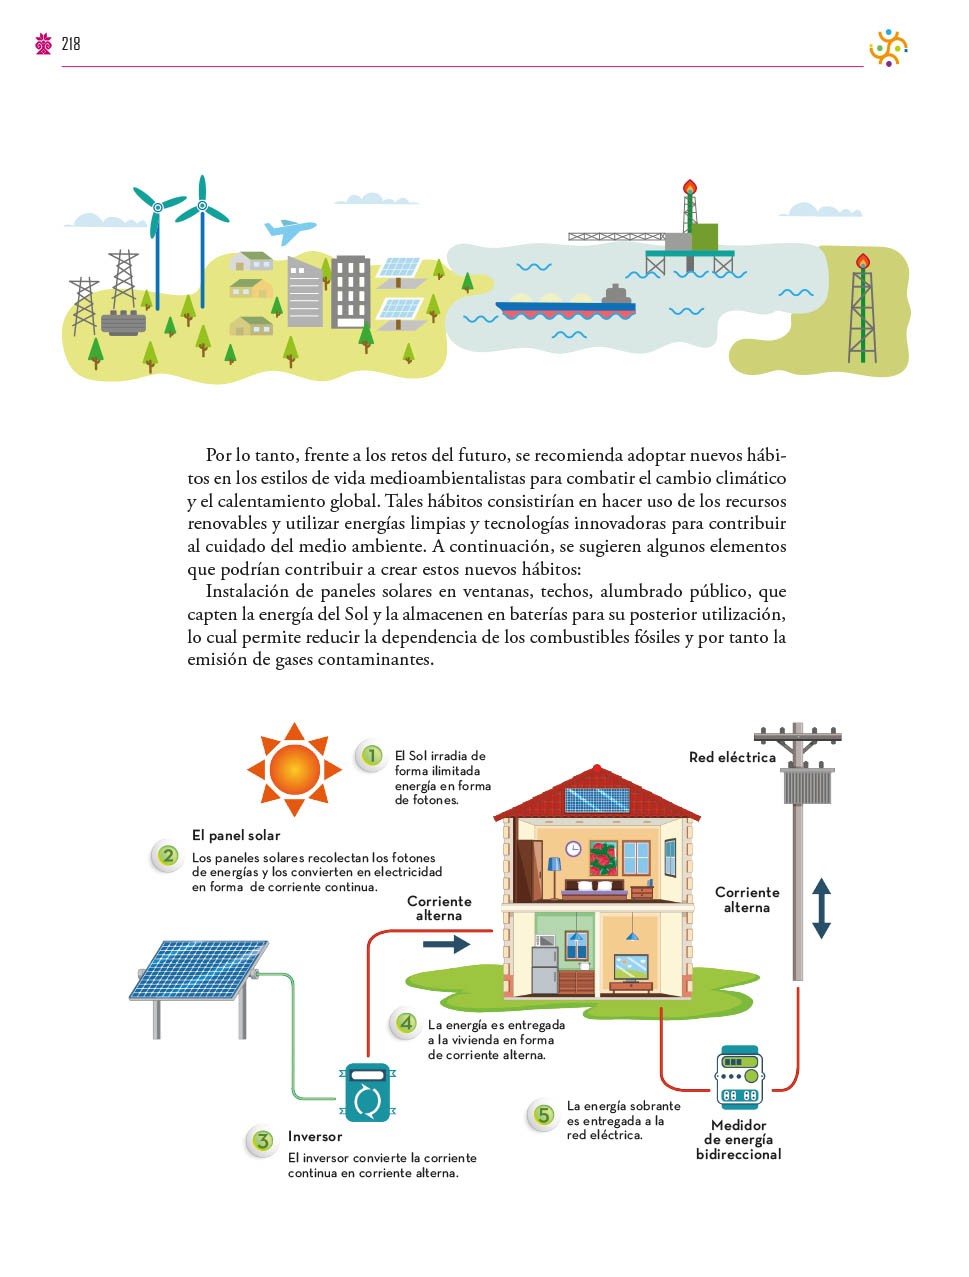 218
Por lo tanto, frente a los retos del futuro, se recomienda adoptar nuevos hábi-
tos en los estilos de vida medioambientalistas para combatir el cambio climático
y el calentamiento global. Tales hábitos consistirían en hacer uso de los recursos
renovables y utilizar energías limpias y tecnologías innovadoras para contribuir
al cuidado del medio ambiente. A continuación, se sugieren algunos elementos
que podrían contribuir a crear estos nuevos hábitos:
Instalación de paneles solares en ventanas, techos, alumbrado público, que
capten la energía del Sol y la almacenen en baterías para su posterior utilización,
lo cual permite reducir la dependencia de los combustibles fósiles y por tanto la
emisión de gases contaminantes.
1
El Sol irradia de
forma ilimitada
energía en forma
de fotones.
Red eléctrica
2
El panel solar
Los paneles solares recolectan los fotones
de energías y los convierten en electricidad
en forma de corriente continua.
Corriente
alterna
Corriente
alterna
4
La energía es entregada
a la vivienda en forma
de corriente alterna.
3
Inversor
El inversor convierte la corriente
continua en corriente alterna.
5
La energía sobrante
es entregada a la
red eléctrica.
Medidor
de energía
bidireccional